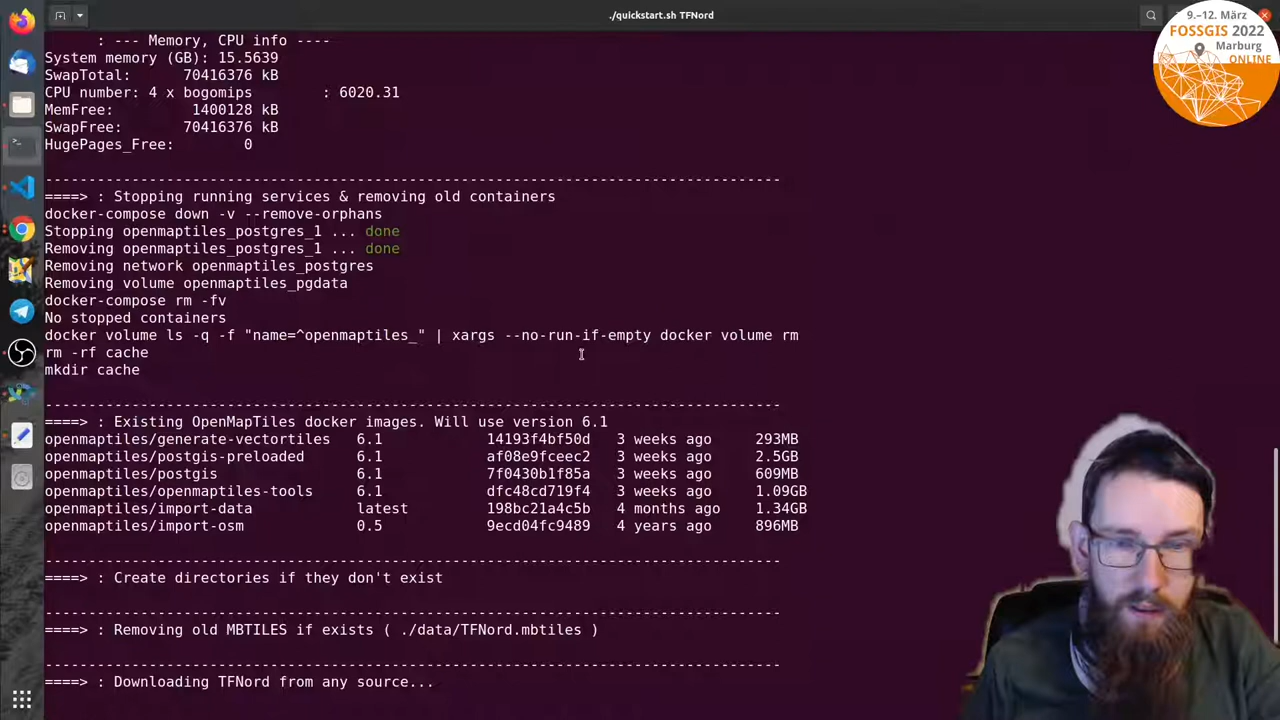 ./quickstart.sh TFNord
9.–12. März
FOSSGIS 2022
Marburg
ONLINE
: --- Memory, CPU info ----
System memory (GB): 15.5639
SwapTotal: 70416376 kB
CPU number: 4 x bogomips : 6020.31
MemFree: 1400128 kB
SwapFree: 70416376 kB
HugePages_Free: 0
-------------------------------------------------------------------------------------
====> : Stopping running services & removing old containers
docker-compose down -v --remove-orphans
Stopping openmaptiles_postgres_1 ... done
Removing openmaptiles_postgres_1 ... done
Removing network openmaptiles_postgres
Removing volume openmaptiles_pgdata
docker-compose rm -fv
No stopped containers
docker volume ls -q -f "name=^openmaptiles_" | xargs --no-run-if-empty docker volume rm
rm -rf cache
mkdir cache
-------------------------------------------------------------------------------------
====> : Existing OpenMapTiles docker images. Will use version 6.1
openmaptiles/generate-vectortiles 6.1 14193f4bf50d 3 weeks ago 293MB
openmaptiles/postgis-preloaded 6.1 af08e9fceec2 3 weeks ago 2.5GB
openmaptiles/postgis 6.1 7f0430b1f85a 3 weeks ago 609MB
openmaptiles/openmaptiles-tools 6.1 dfc48cd719f4 3 weeks ago 1.09GB
openmaptiles/import-data latest 198bc21a4c5b 4 months ago 1.34GB
openmaptiles/import-osm 0.5 9ecd04fc9489 4 years ago 896MB
-------------------------------------------------------------------------------------
====> : Create directories if they don't exist
-------------------------------------------------------------------------------------
====> : Removing old MBTILES if exists ( ./data/TFNord.mbtiles )
-------------------------------------------------------------------------------------
====> : Downloading TFNord from any source...